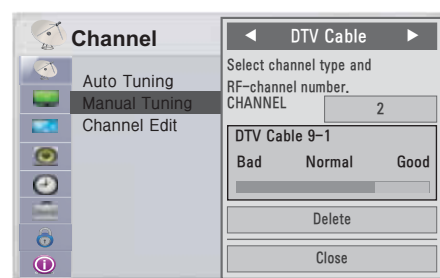 Channel
Auto Tuning
Manual Tuning
Channel Edit
◀ DTV Cable ▶
Select channel type and
RF-channel number.
CHANNEL 2
DTV Cable 9-1
Bad Normal Good
Delete
Close